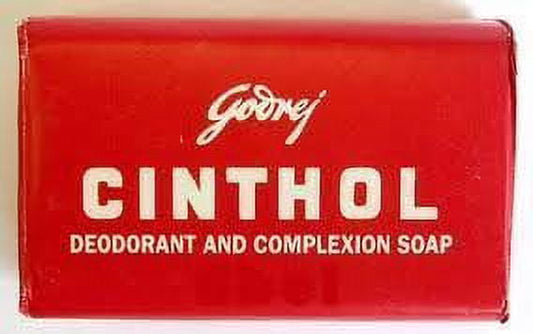 Godrej
CINTHOL
DEODORANT AND COMPLEXION SOAP